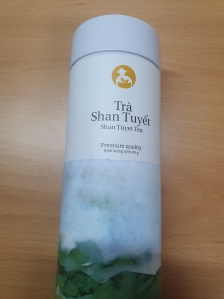 Trà
Shan Tuyết
Shan Tuyet Tea
Premium quality